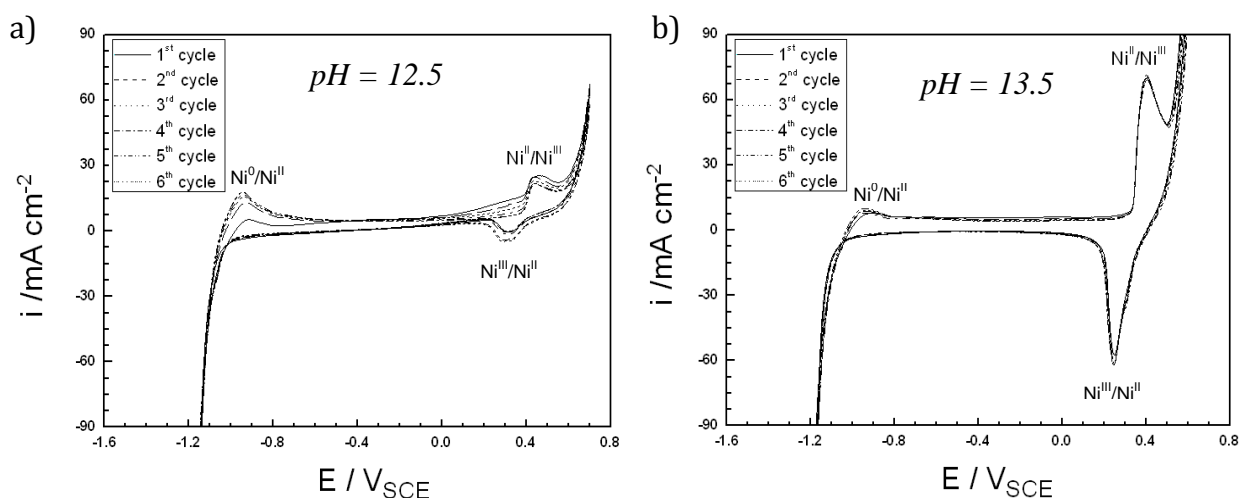 a)
1st cycle
2nd cycle
3rd cycle
4th cycle
5th cycle
6th cycle
pH = 12.5
Ni0/NiII
NiII/NiIII
NiIII/NiII
90
60
30
0
-30
-60
-90
i /mA cm-2
-1.6
-1.2
-0.8
-0.4
0.0
0.4
0.8
E / VSCE
b)
1st cycle
2nd cycle
3rd cycle
4th cycle
5th cycle
6th cycle
pH = 13.5
NiII/NiIII
Ni0/NiII
NiIII/NiII
90
60
30
0
-30
-60
-90
i /mA cm-2
-1.6
-1.2
-0.8
-0.4
0.0
0.4
0.8
E / VSCE